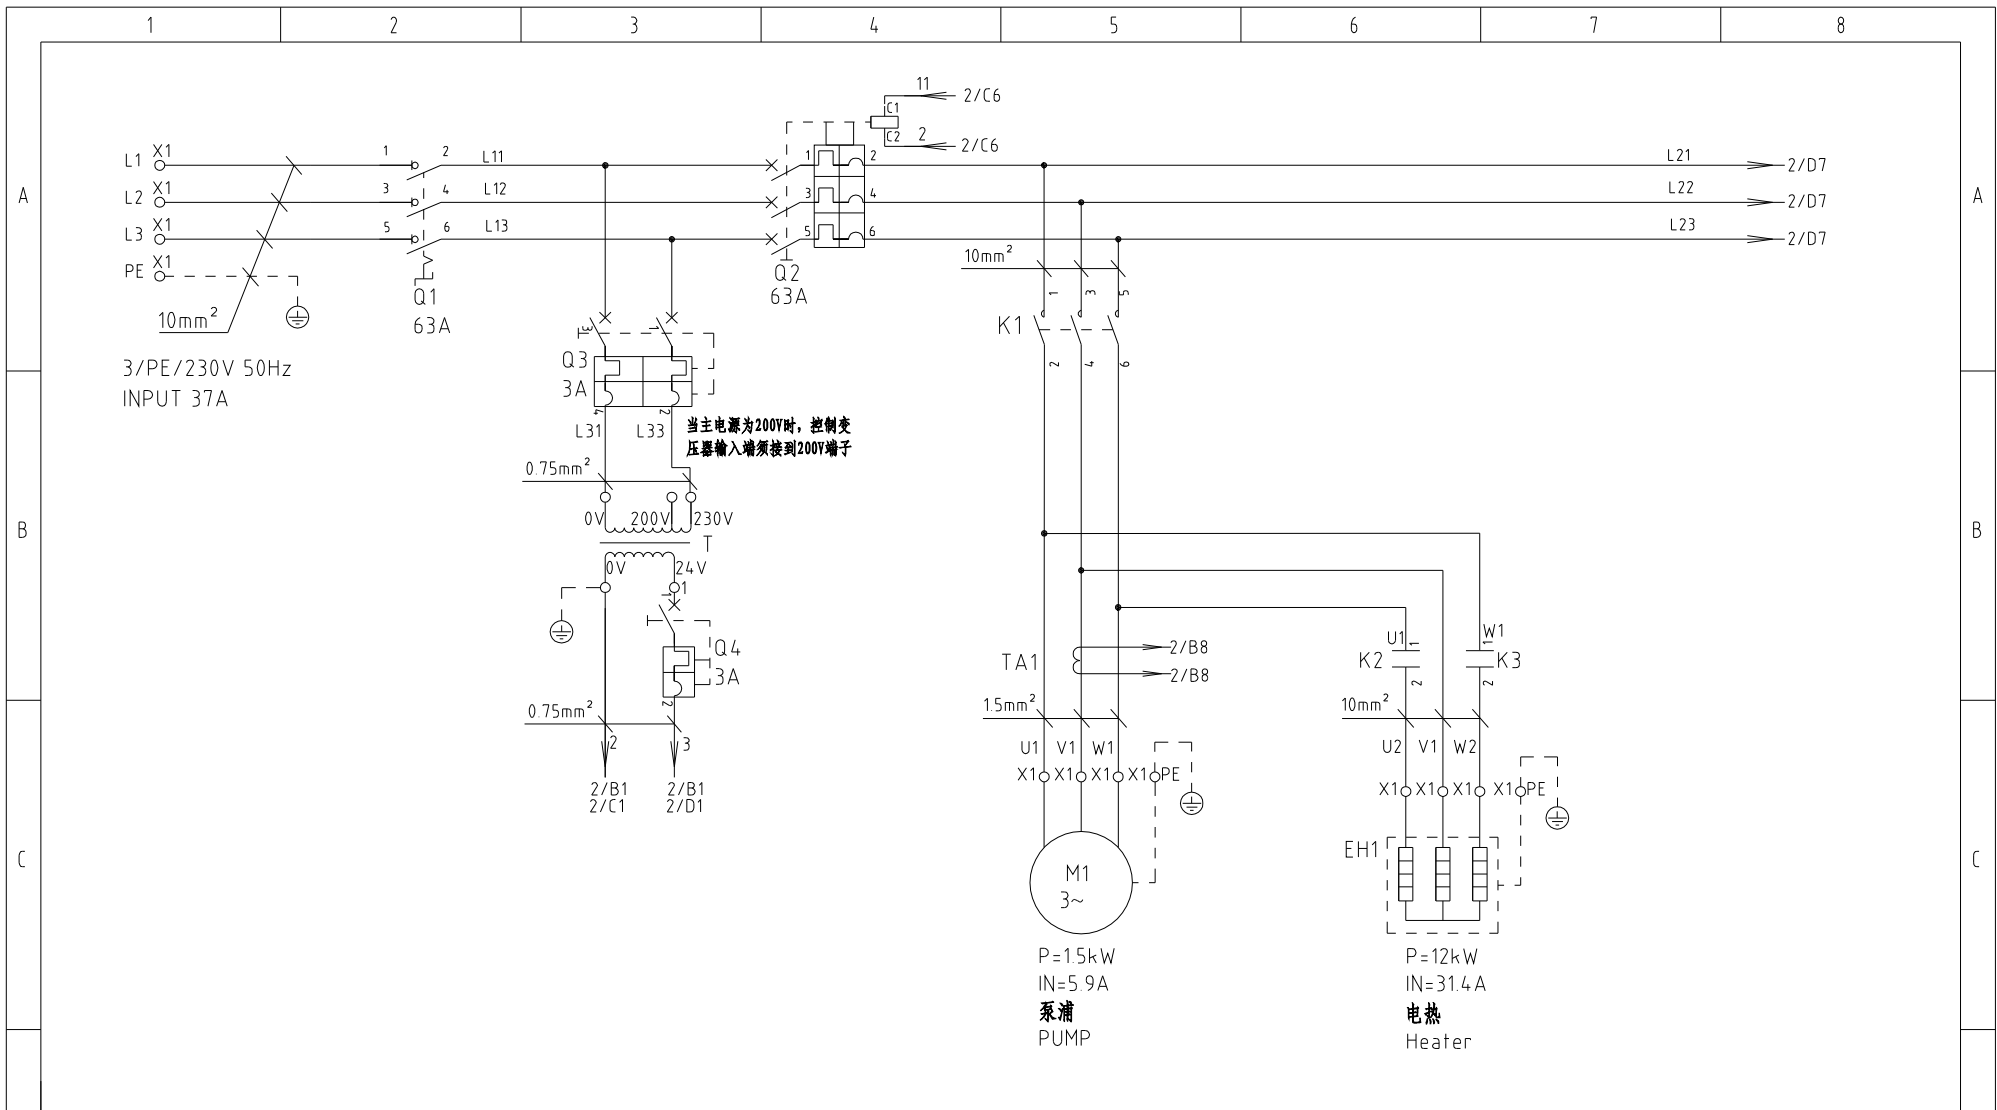 1 2 3 4 5 6 7 8
11
2/C6
C1
C2
2
2/C6
L1 X1 1 2 L11 1 2 L21 2/D7
L2 X1 3 4 L12 3 4 L22 2/D7
L3 X1 5 6 L13 5 6 L23 2/D7
PE X1
A A
10mm²
3/PE/230V 50Hz
INPUT 37A
Q1
63A
Q2
63A
10mm²
1 3 5
K1
2 4 6
3 1
Q3
3A
4 2
L31 L33
当主电源为200V时，控制变
压器输入端须接到200V端子
0.75mm²
0V 200V 230V
T
0V 24V
1
1
Q4
3A
2
0.75mm²
2 3
2/B1 2/B1
2/C1 2/D1
B B
TA1
2/B8
2/B8
U1 1 W1 1
K2 K3
2 2
1.5mm²
U1 V1 W1
X1 X1 X1 X1 PE
10mm²
U2 V1 W2
X1 X1 X1 X1 PE
C C
M1
3~
EH1
P=1.5kW
IN=5.9A
泵浦
PUMP
P=12kW
IN=31.4A
电热
Heater